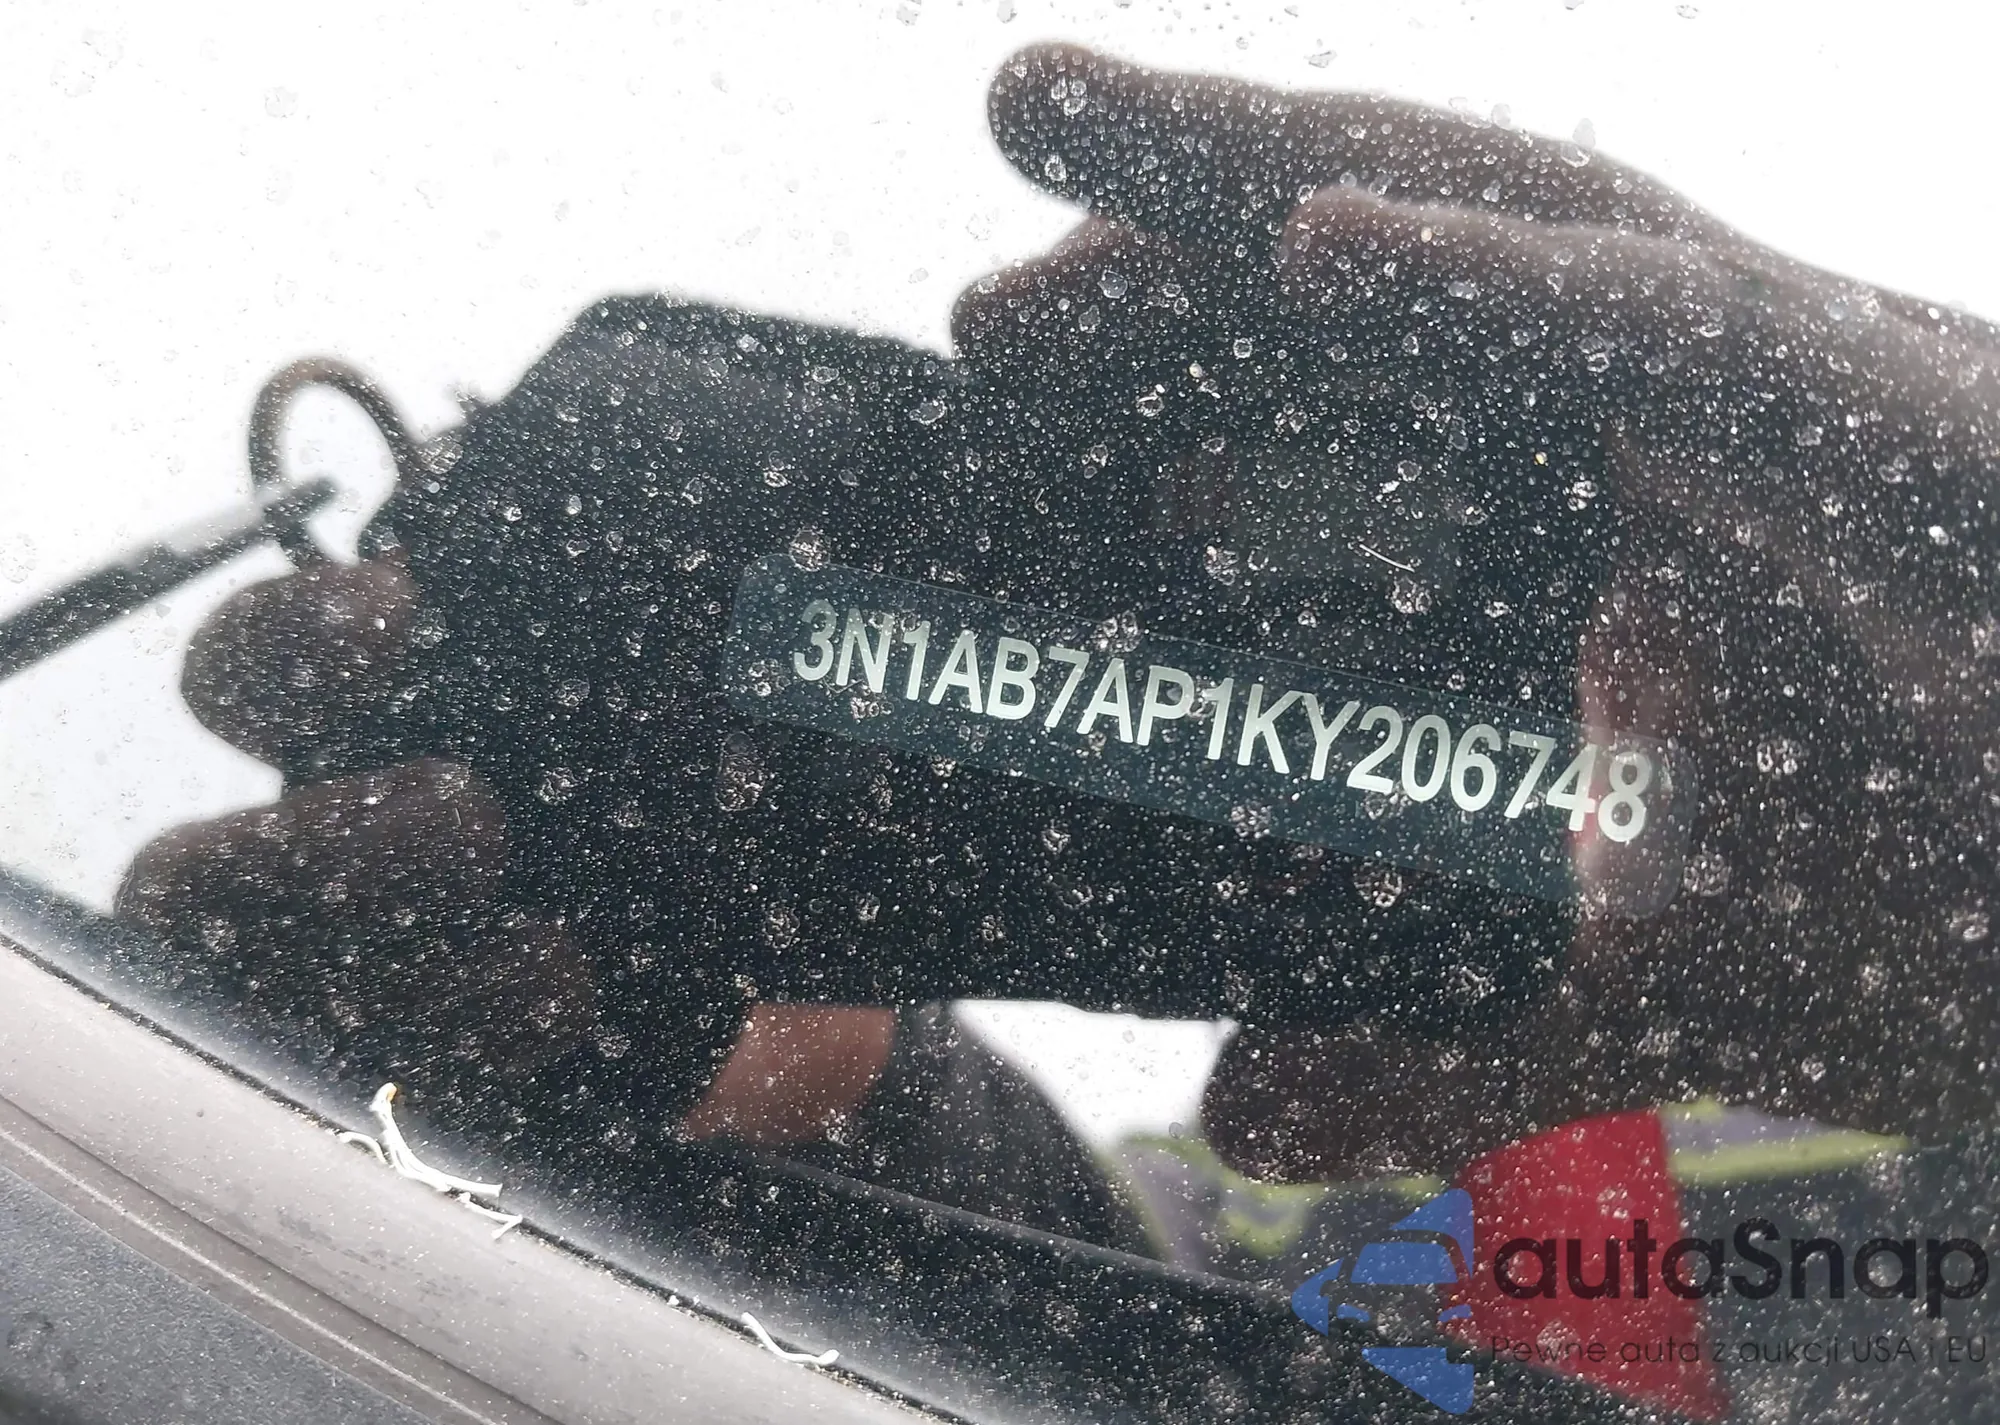 3N1AB7AP1KY206748
autaSnap
Pewne auta z aukcji USA i EU